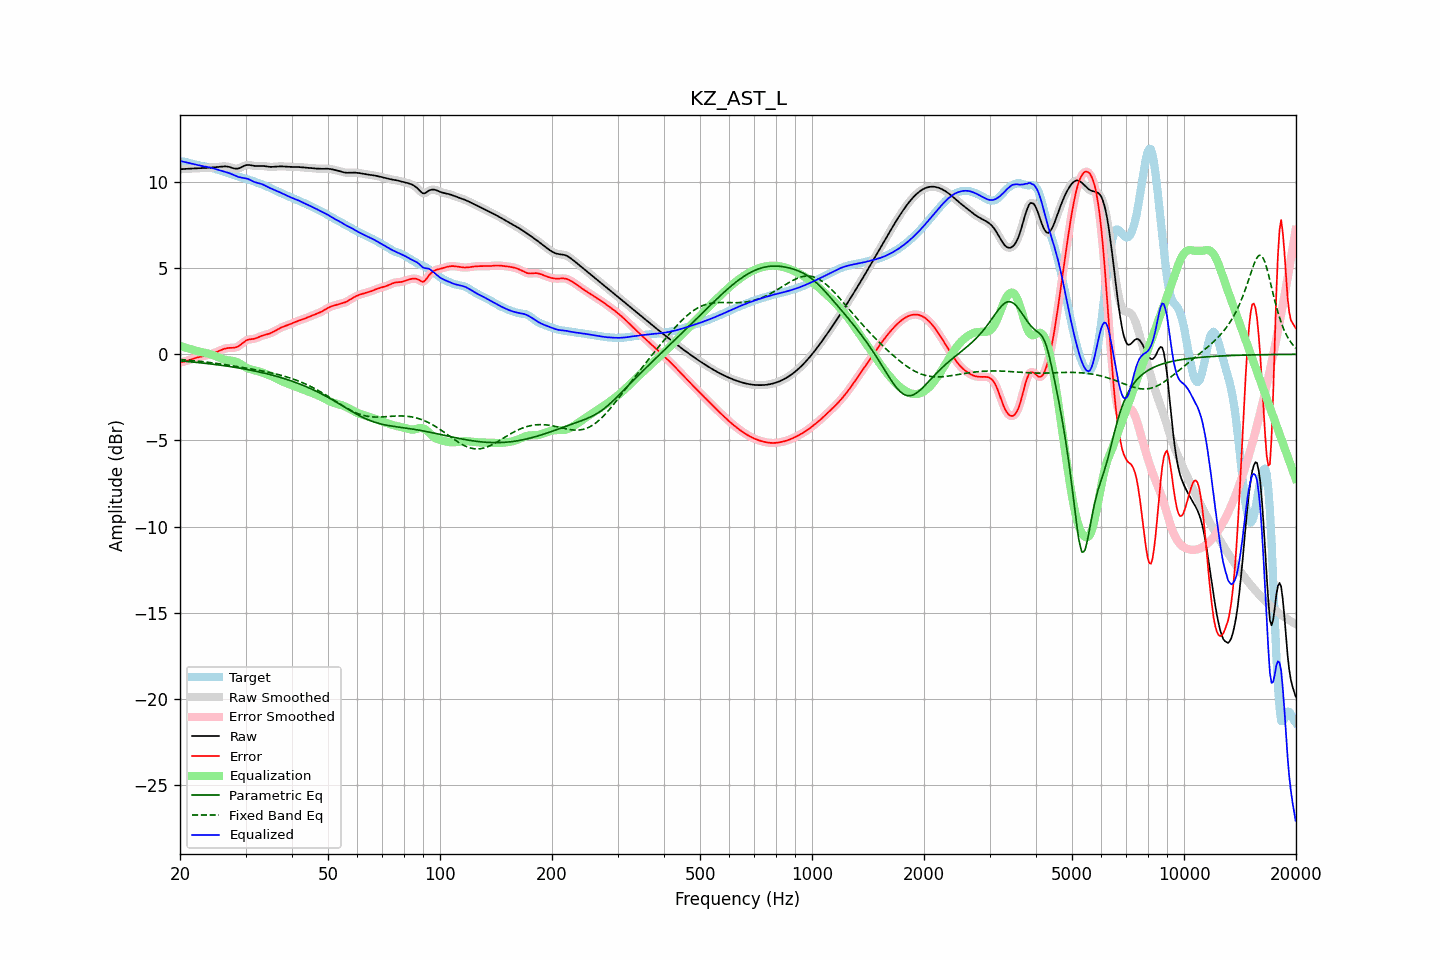 KZ_AST_L
Amplitude (dBr)
10
5
0
−5
−10
−15
−20
−25
Target
Raw Smoothed
Error Smoothed
Raw
Error
Equalization
Parametric Eq
Fixed Band Eq
Equalized
20 50 100 200 500 1000 2000 5000 10000 20000
Frequency (Hz)